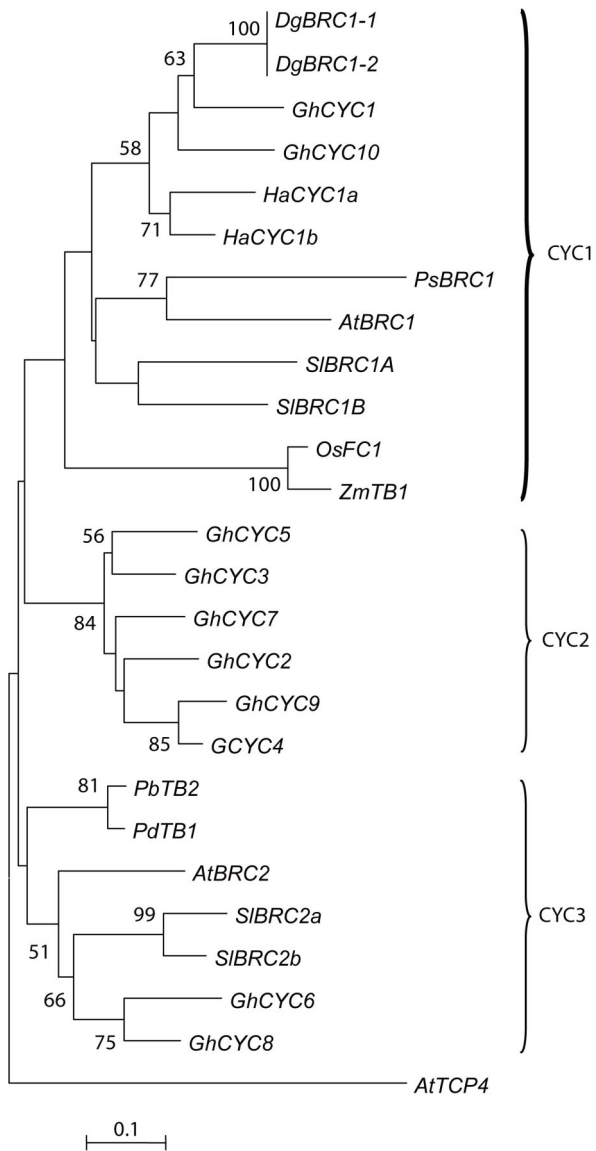 100
DgBRC1-1
63
DgBRC1-2
GhCYC1
58
GhCYC10
HaCYC1a
71
HaCYC1b
CYC1
77
PsBRC1
AtBRC1
SlBRC1A
SlBRC1B
OsFC1
100
ZmTB1
56
GhCYC5
GhCYC3
84
GhCYC7
CYC2
GhCYC2
GhCYC9
85
GCYC4
81
PbTB2
PdTB1
AtBRC2
99
SlBRC2a
CYC3
51
SlBRC2b
66
GhCYC6
75
GhCYC8
AtTCP4
0.1